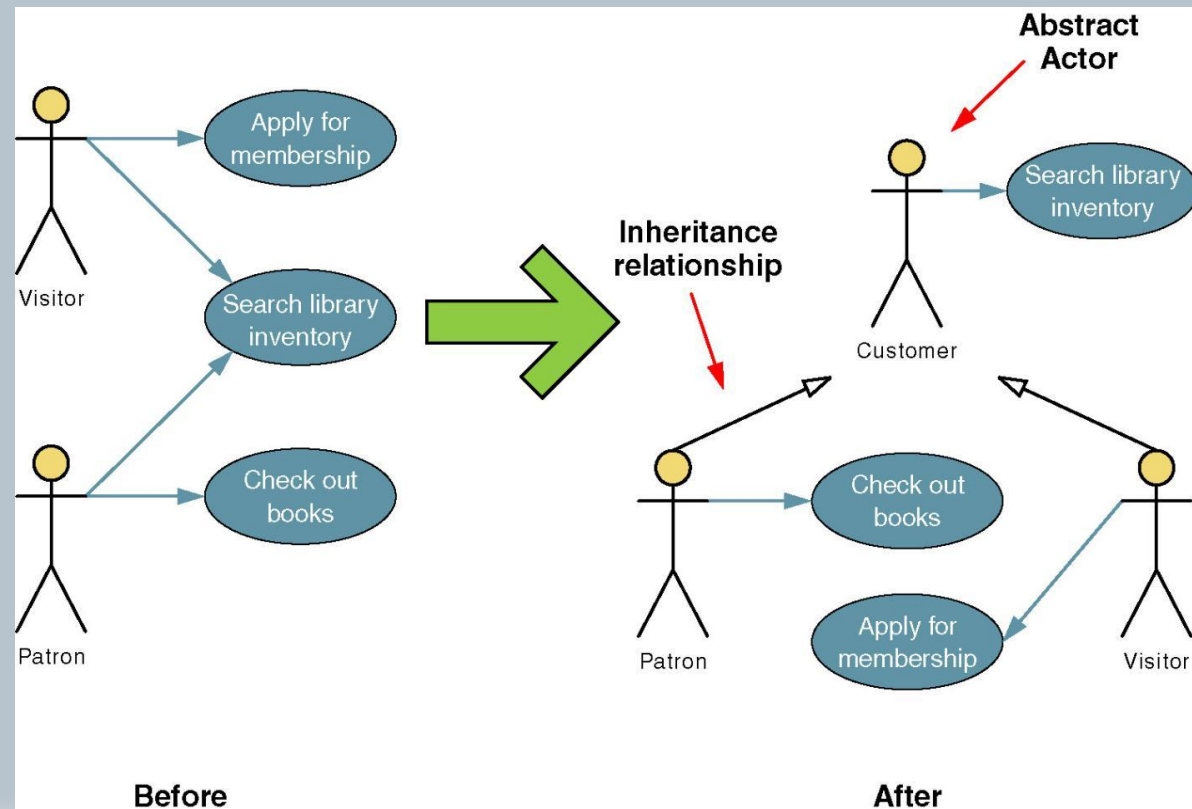 Abstract
Actor
Apply for
membership
Search library
inventory
Inheritance
relationship
Visitor
Search library
inventory
Customer
Check out
books
Check out
books
Patron
Apply for
membership
Patron
Visitor
Before
After